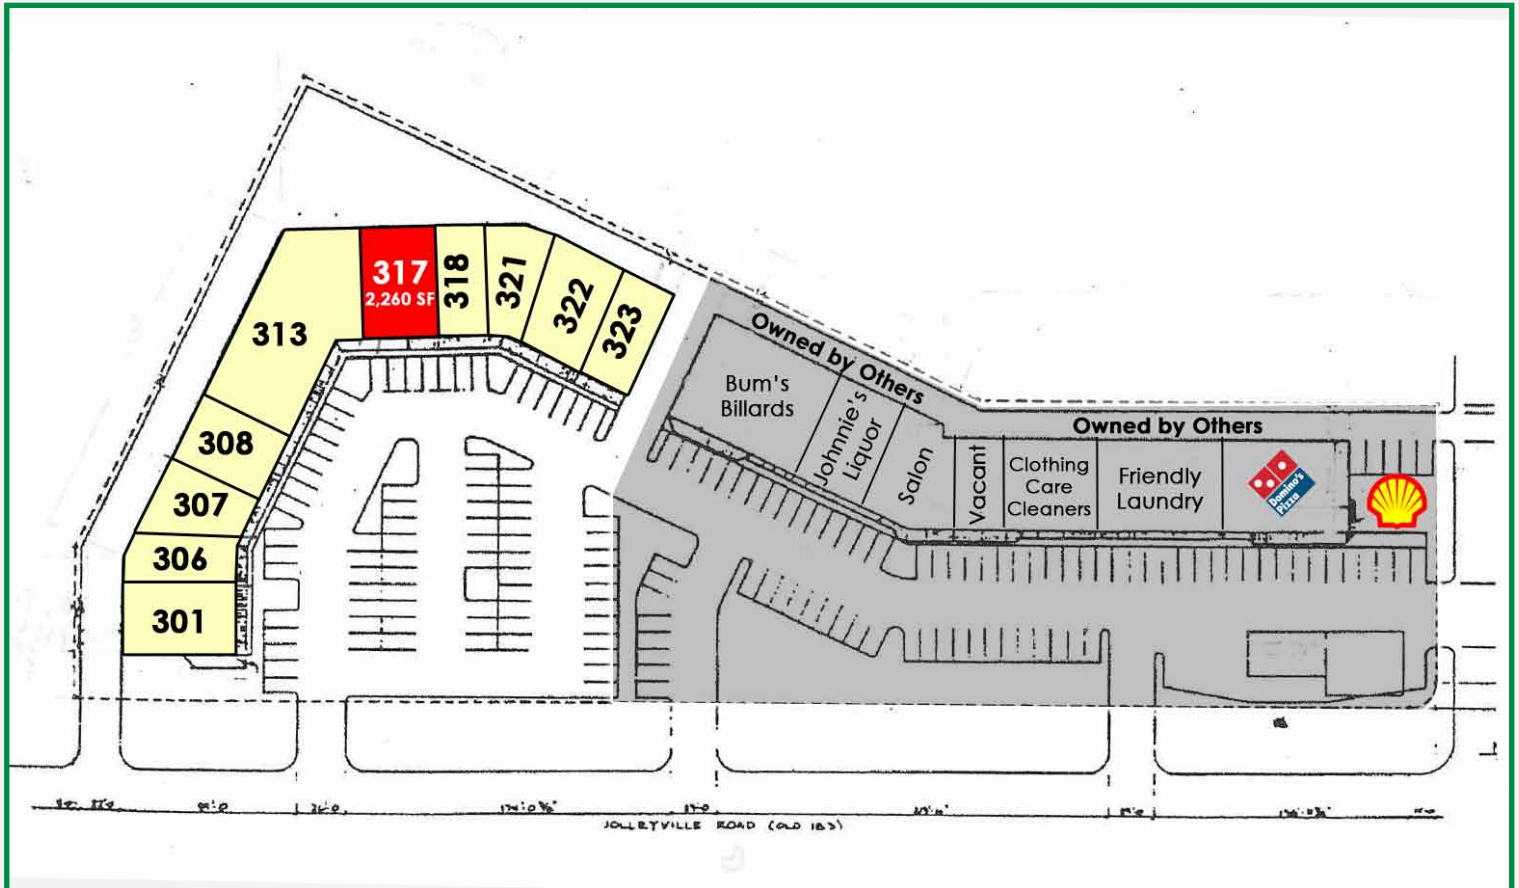 317
2,260 SF
318
321
322
323
313
308
307
306
301
Owned by Others
Bum's
Billards
Johnnie's
Liquor
Salon
Owned by Others
Vacant
Clothing
Care
Cleaners
Friendly
Laundry
Domino's
Pizza
JOLLEYVILLE ROAD (OLD 183)